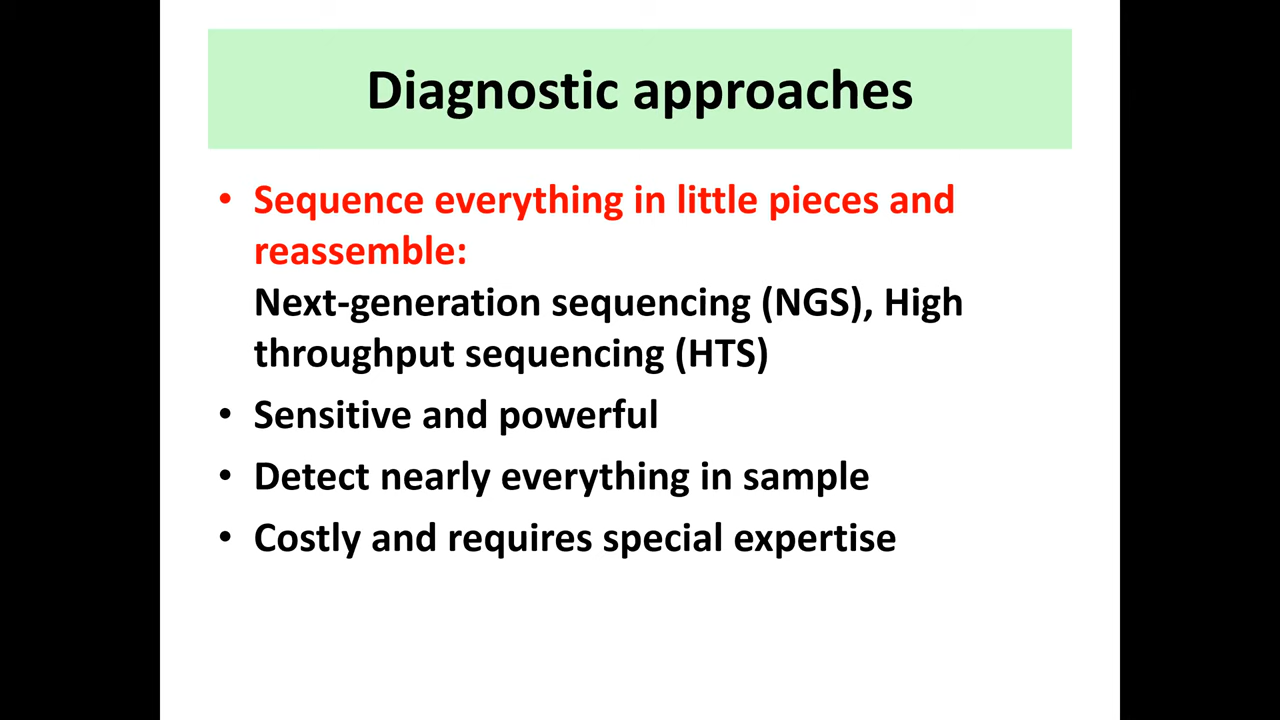 Diagnostic approaches
• Sequence everything in little pieces and
reassemble:
Next-generation sequencing (NGS), High
throughput sequencing (HTS)
• Sensitive and powerful
• Detect nearly everything in sample
• Costly and requires special expertise